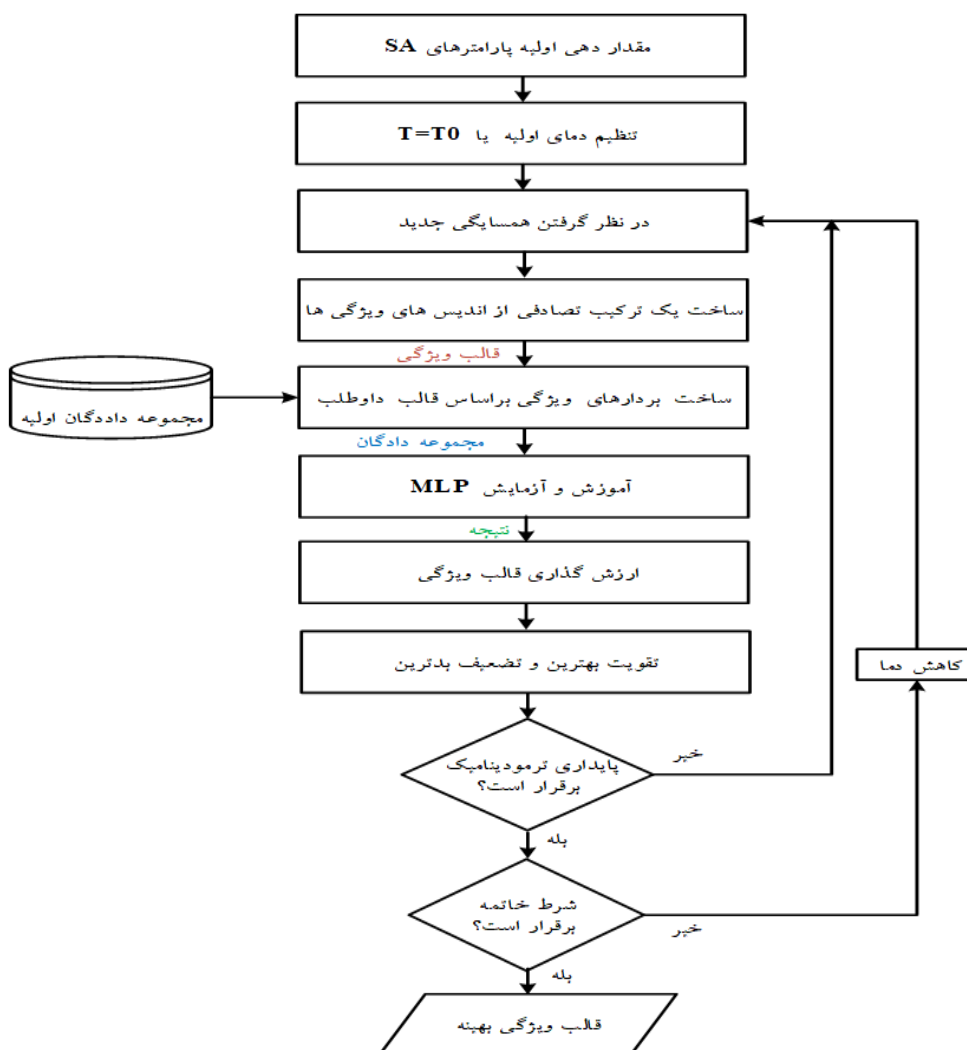 مقدار دهی اولیه پارامترهای SA
تنظیم دمای اولیه یا T=T0
در نظر گرفتن همسایگی جدید
ساخت یک ترکیب تصادفی از اندیس های ویژگی ها
قالب ویژگی
مجموعه داددگان اولیه
ساخت بردارهای ویژگی براساس قالب داوطلب
مجموعه دادگان
آموزش و آزمایش MLP
نتیجه
ارزش گذاری قالب ویژگی
تقویت بهترین و تضعیف بدترین
کاهش دما
پایداری ترمودینامیک
برقرار است؟
خیر
بله
شرط خاتمه
برقرار است؟
خیر
بله
قالب ویژگی بهینه